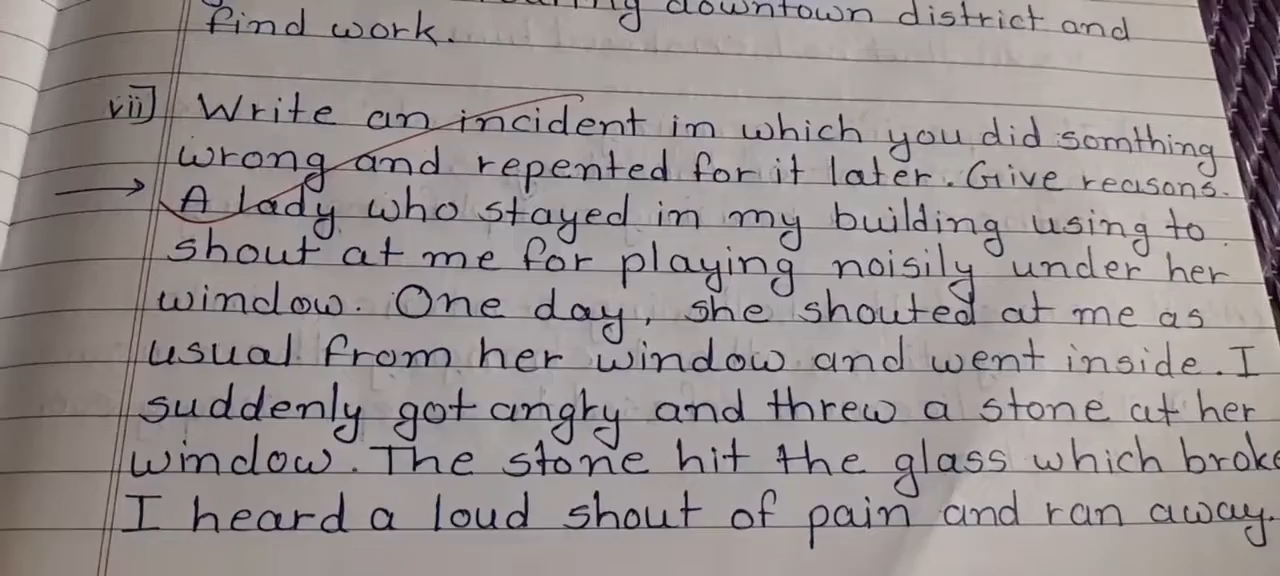 downtown district and
find work.
vii] Write an incident in which you did somthing
wrong and repented for it later. Give reasons.
→ A lady who stayed in my building using to
shout at me for playing noisily under her
window. One day, she shouted at me as
usual from her window and went inside. I
suddenly got angry and threw a stone at her
window. The stone hit the glass which broke
I heard a loud shout of pain and ran away.